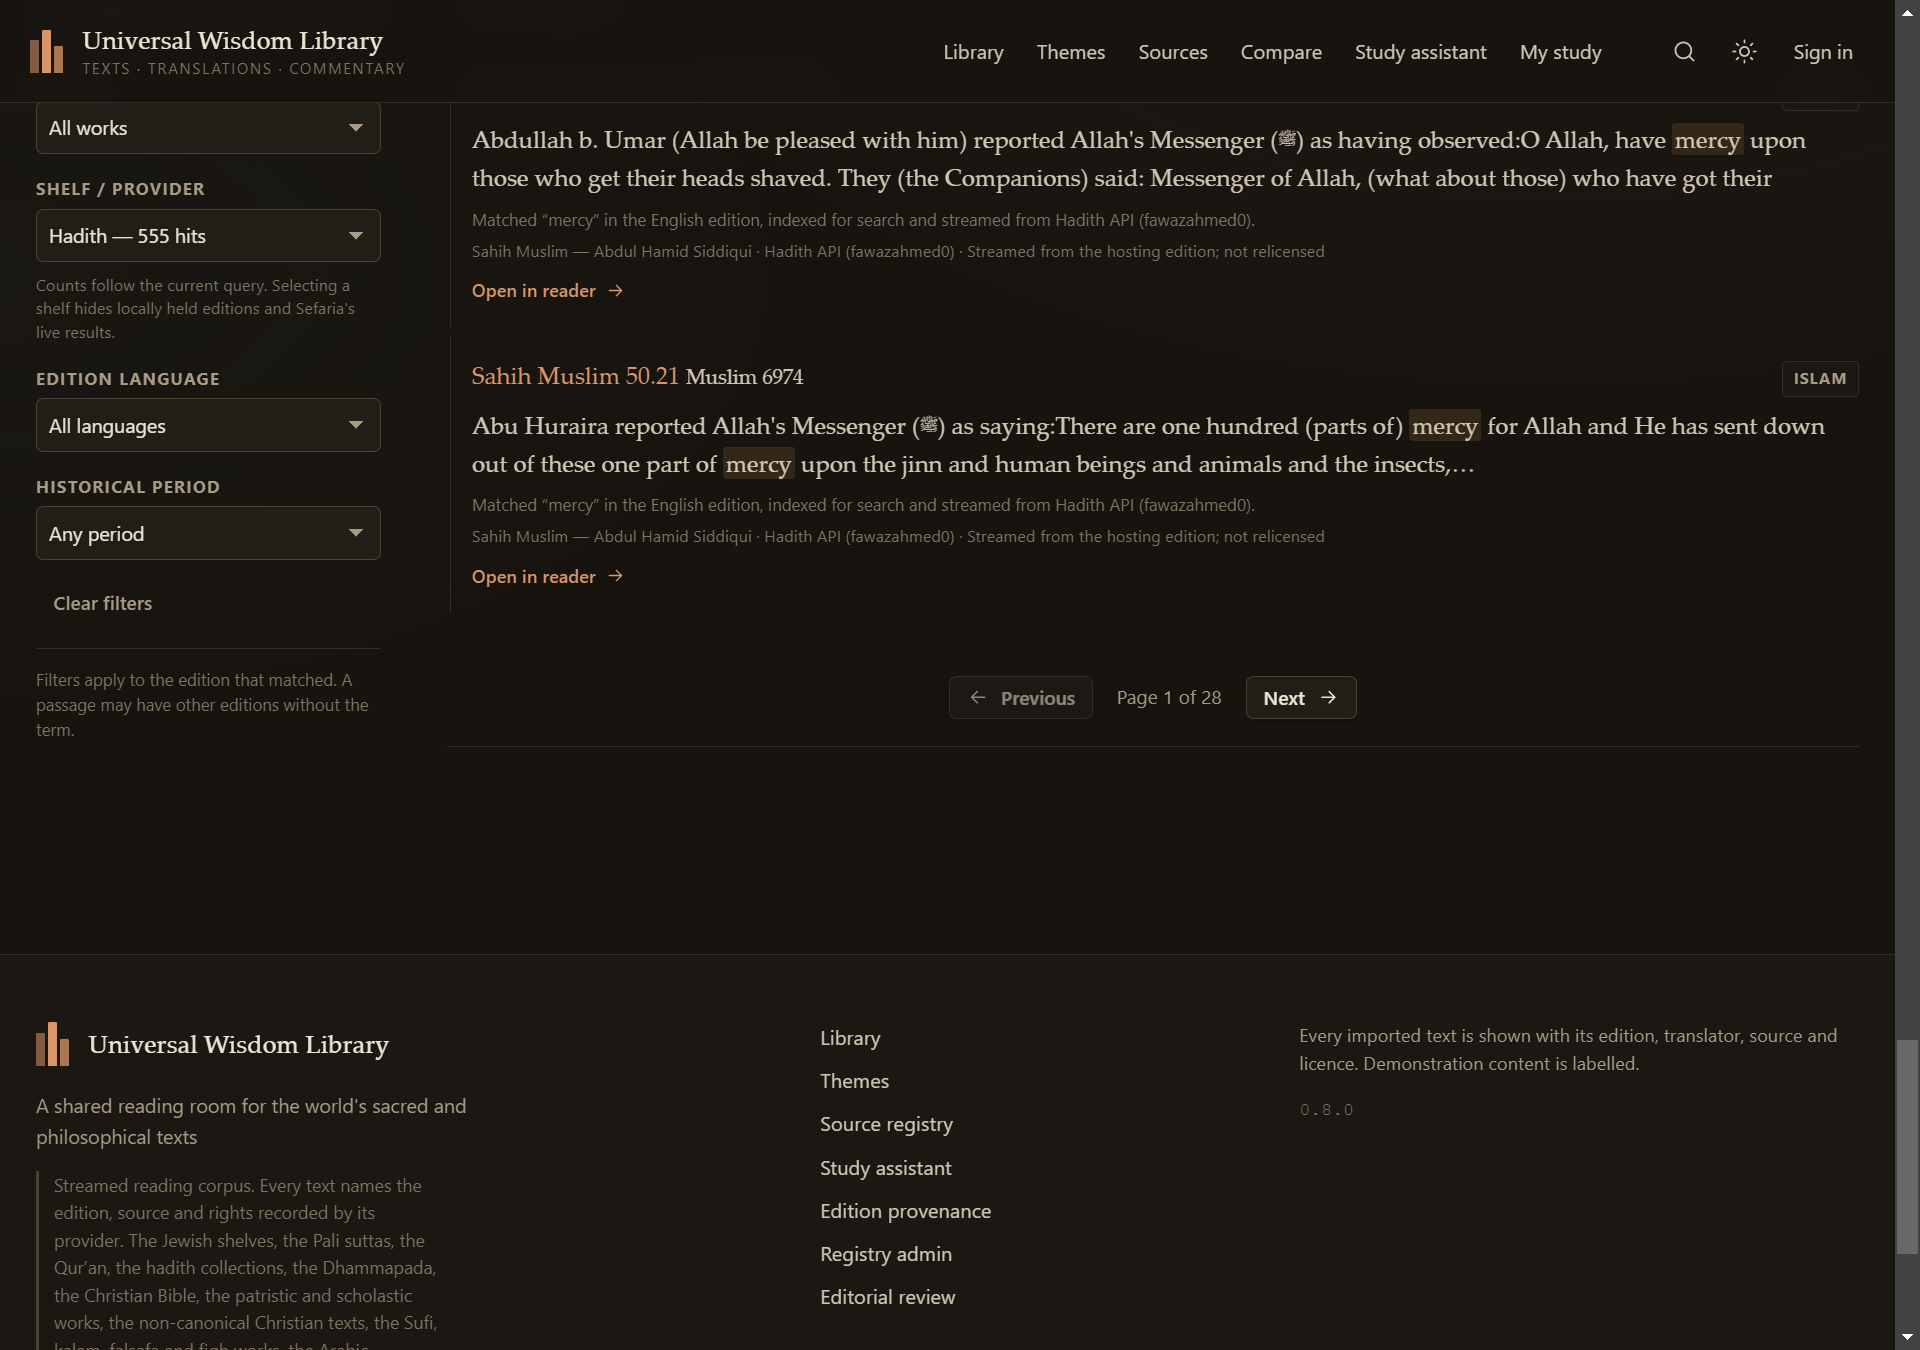 Universal Wisdom Library
TEXTS · TRANSLATIONS · COMMENTARY
Library
Themes
Sources
Compare
Study assistant
My study
Sign in
All works
SHELF / PROVIDER
Hadith — 555 hits
Counts follow the current query. Selecting a
shelf hides locally held editions and Sefaria's
live results.
EDITION LANGUAGE
All languages
HISTORICAL PERIOD
Any period
Clear filters
Filters apply to the edition that matched. A
passage may have other editions without the
term.
Abdullah b. Umar (Allah be pleased with him) reported Allah's Messenger (ﷺ) as having observed:O Allah, have mercy upon
those who get their heads shaved. They (the Companions) said: Messenger of Allah, (what about those) who have got their
Matched “mercy” in the English edition, indexed for search and streamed from Hadith API (fawazahmed0).
Sahih Muslim — Abdul Hamid Siddiqui · Hadith API (fawazahmed0) · Streamed from the hosting edition; not relicensed
Open in reader →
Sahih Muslim 50.21 Muslim 6974
ISLAM
Abu Huraira reported Allah's Messenger (ﷺ) as saying:There are one hundred (parts of) mercy for Allah and He has sent down
out of these one part of mercy upon the jinn and human beings and animals and the insects,…
Matched “mercy” in the English edition, indexed for search and streamed from Hadith API (fawazahmed0).
Sahih Muslim — Abdul Hamid Siddiqui · Hadith API (fawazahmed0) · Streamed from the hosting edition; not relicensed
Open in reader →
← Previous
Page 1 of 28
Next →
Universal Wisdom Library
A shared reading room for the world's sacred and
philosophical texts
Streamed reading corpus. Every text names the
edition, source and rights recorded by its
provider. The Jewish shelves, the Pali suttas, the
Qur’an, the hadith collections, the Dhammapada,
the Christian Bible, the patristic and scholastic
works, the non-canonical Christian texts, the Sufi,
kalam, falsafa and fiqh works, the Arabic
Library
Themes
Source registry
Study assistant
Edition provenance
Registry admin
Editorial review
Every imported text is shown with its edition, translator, source and
licence. Demonstration content is labelled.
0.8.0